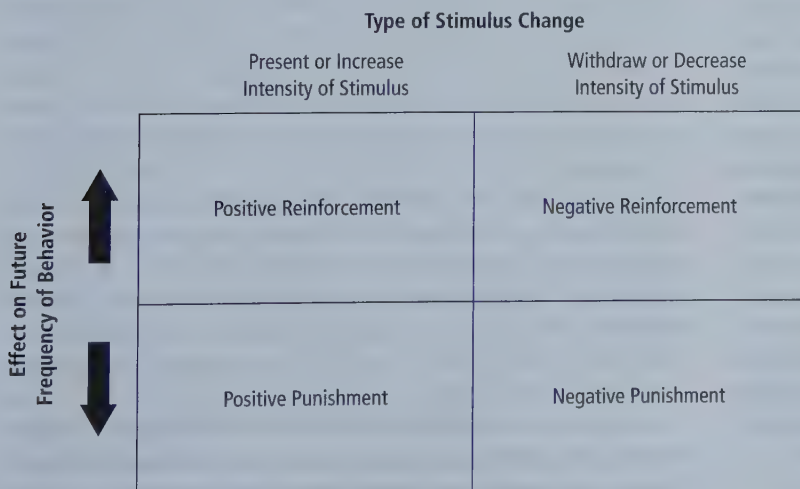 Type of Stimulus Change
Present or Increase
Intensity of Stimulus
Withdraw or Decrease
Intensity of Stimulus
Effect on Future
Frequency of Behavior
Positive Reinforcement
Negative Reinforcement
Positive Punishment
Negative Punishment